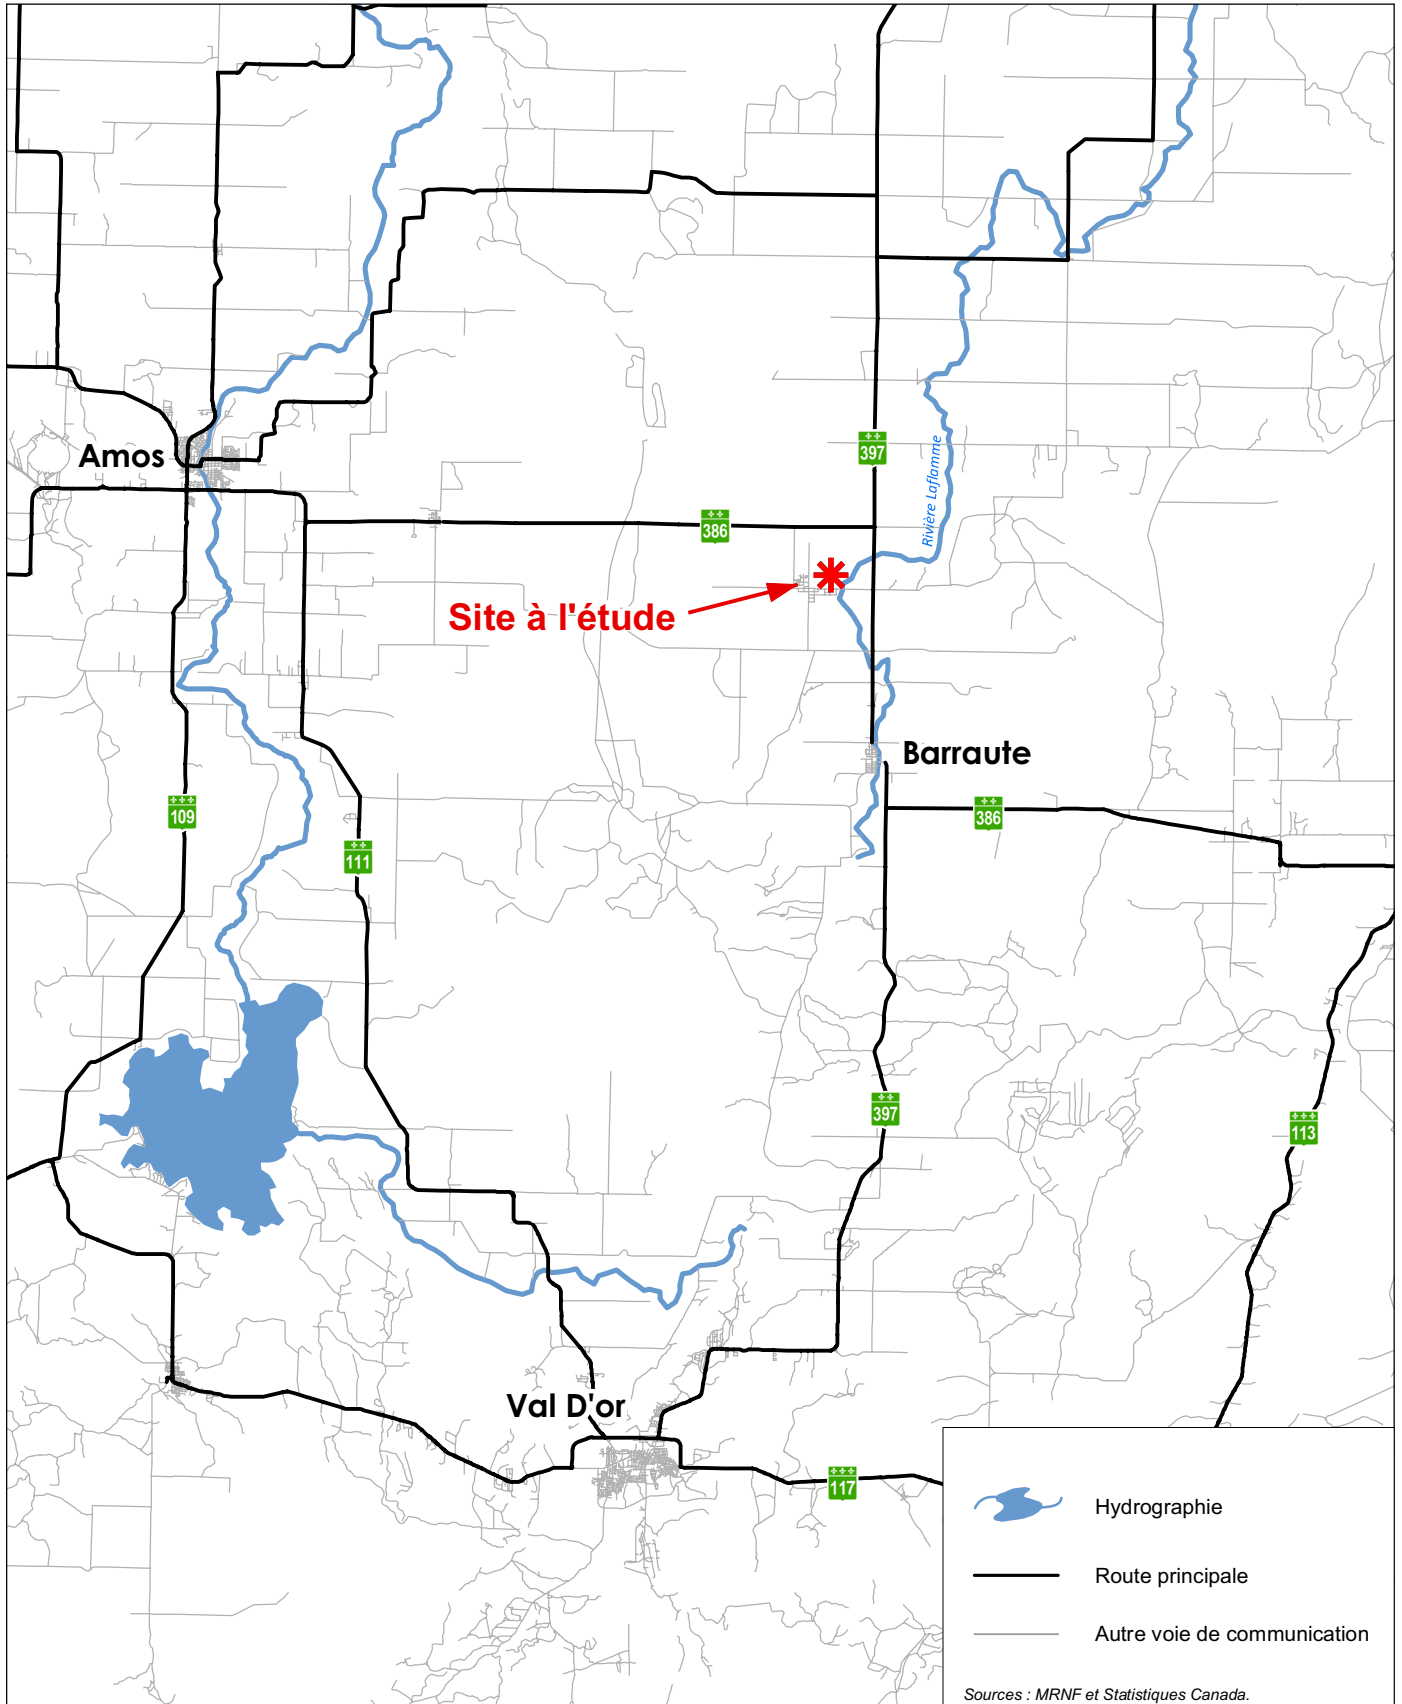 Amos
397
Rivière Laflamme
386
Site à l'étude
Barraute
109
386
111
397
113
Val D'or
117
Hydrographie
Route principale
Autre voie de communication
Sources : MRNF et Statistiques Canada.